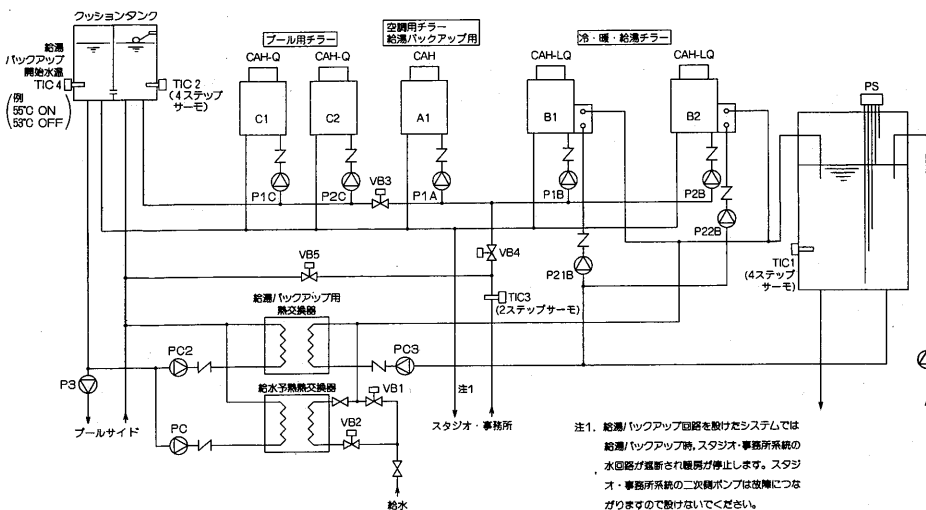 クッションタンク
給湯
バックアップ
開始水温
TIC4
(例
55℃ ON
53℃ OFF)
TIC2
(4ステップ
サーモ)
プール用チラー
CAH-Q
CAH-Q
空調用チラー
給湯バックアップ用
CAH
冷・暖・給湯チラー
CAH-LQ
CAH-LQ
PS
C1
C2
A1
B1
B2
P1C
P2C
VB3
P1A
P1B
P2B
P22B
VB5
VB4
P21B
TIC1
(4ステップ
サーモ)
TIC3
(2ステップサーモ)
給湯バックアップ用
熱交換器
PC2
PC3
P3
給水予熱熱交換器
VB1
注1
VB2
PC
プールサイド
スタジオ・事務所
給水
注1. 給湯バックアップ回路を設けたシステムでは
給湯バックアップ時,スタジオ・事務所系統の
水回路が遮断され暖房が停止します。スタジ
オ・事務所系統の二次側ポンプは故障につな
がりますので設けないでください。